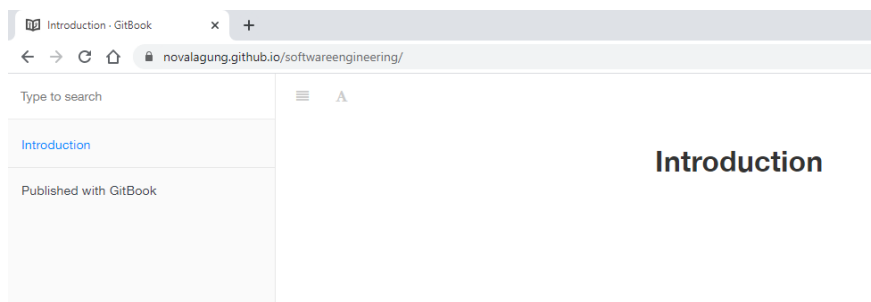 Introduction · GitBook
novalagung.github.io/softwareengineering/
Type to search
A
Introduction
Introduction
Published with GitBook